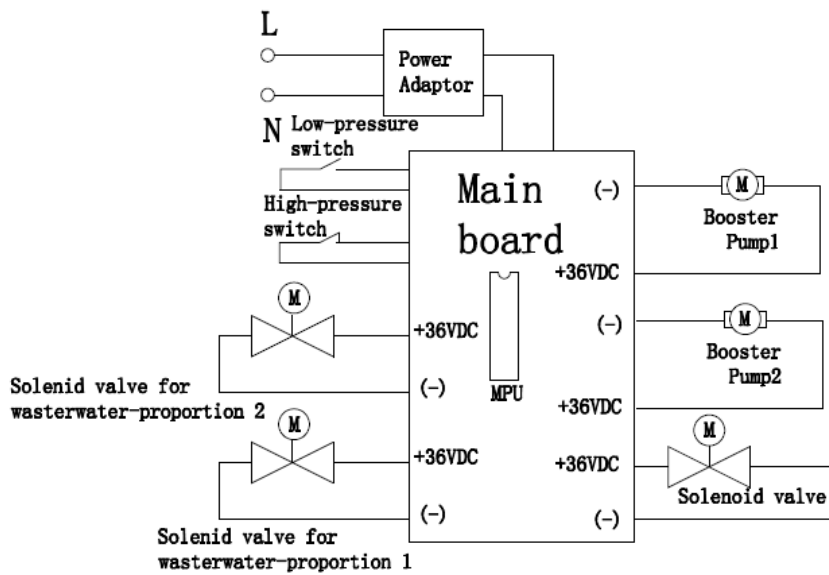 L
Power
Adaptor
N
Low-pressure
switch
High-pressure
switch
Main
board
MPU
(-)
M
Booster
Pump1
+36VDC
(-)
M
Booster
Pump2
+36VDC
M
+36VDC
Solenoid valve
(-)
M
+36VDC
(-)
Solenid valve for
wasterwater-proportion 2
M
+36VDC
(-)
Solenid valve for
wasterwater-proportion 1